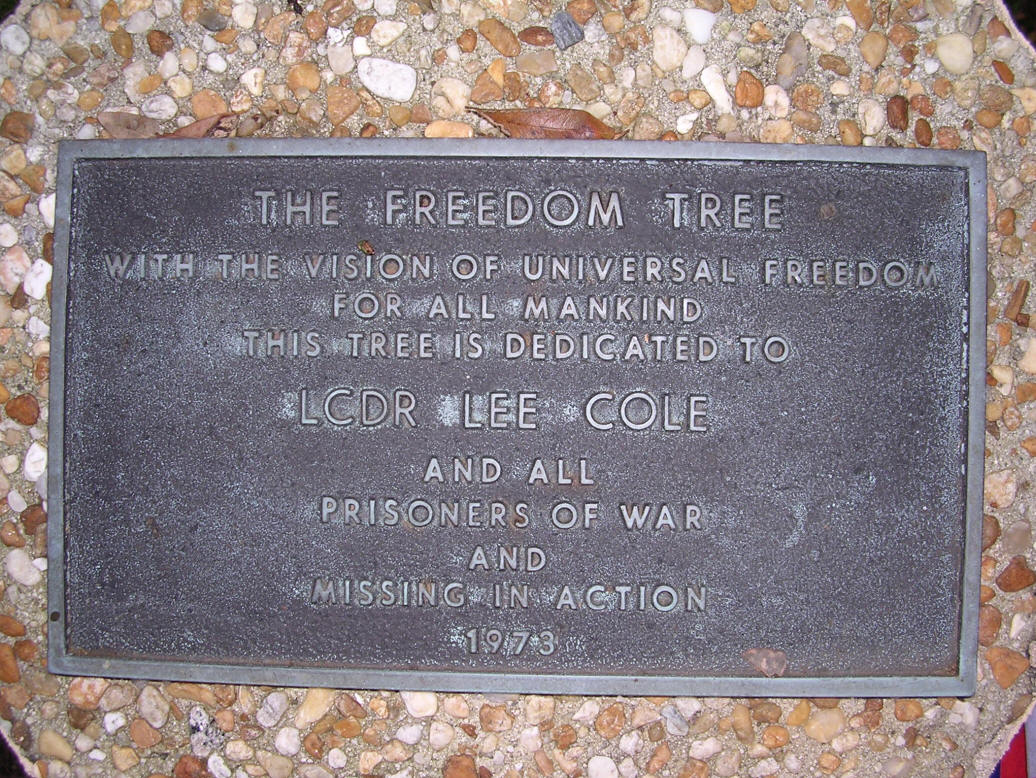 THE FREEDOM TREE
WITH THE VISION OF UNIVERSAL FREEDOM
FOR ALL MANKIND
THIS TREE IS DEDICATED TO
LCDR LEE COLE
AND ALL
PRISONERS OF WAR
AND
MISSING IN ACTION
1973